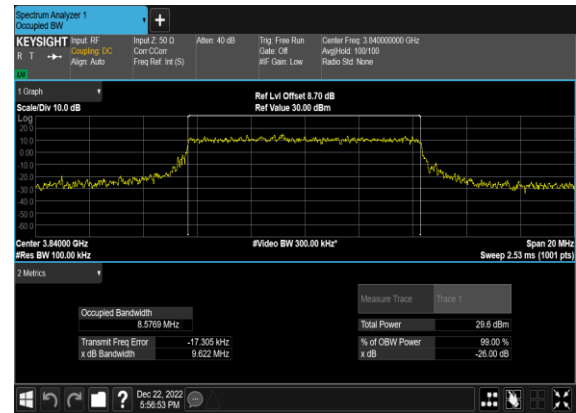 Spectrum Analyzer 1
Occupied BW
+
KEYSIGHT Input: RF Input Z: 50 Ω Atten: 40 dB Trig: Free Run Center Freq: 3.840000000 GHz
R T Coupling: DC Corr CCorr Gate: Off Avg|Hold: 100/100
Align: Auto Freq Ref: Int (S) #IF Gain: Low Radio Std: None
LXI
1 Graph
Ref Lvl Offset 8.70 dB
Scale/Div 10.0 dB Ref Value 30.00 dBm
Log
20.0
10.0
0.00
-10.0
-20.0
-30.0
-40.0
-50.0
-60.0
Center 3.84000 GHz #Video BW 300.00 kHz* Span 20 MHz
#Res BW 100.00 kHz Sweep 2.53 ms (1001 pts)
2 Metrics
Measure Trace Trace 1
Occupied Bandwidth
8.5769 MHz Total Power 29.6 dBm
Transmit Freq Error -17.305 kHz % of OBW Power 99.00 %
x dB Bandwidth 9.622 MHz x dB -26.00 dB
?
Dec 22, 2022
5:56:53 PM